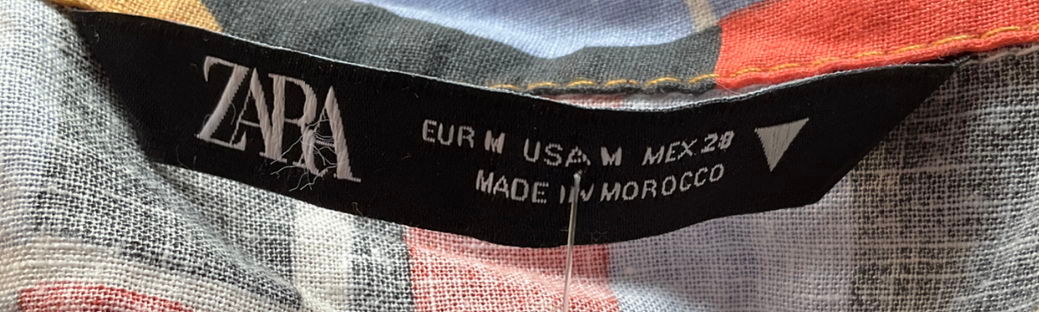 ZARA
EUR M USA M MEX 28
MADE IN MOROCCO